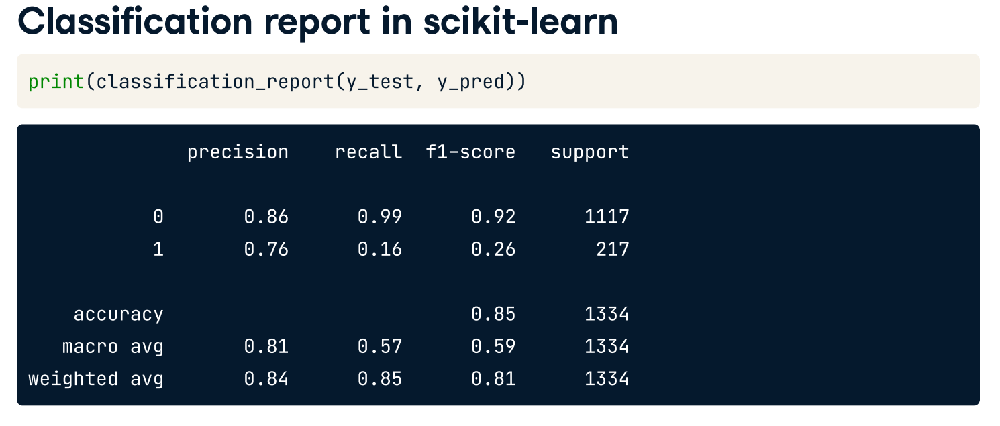 Classification report in scikit-learn
print(classification_report(y_test, y_pred))
precision recall f1-score support
0 0.86 0.99 0.92 1117
1 0.76 0.16 0.26 217
accuracy 0.85 1334
macro avg 0.81 0.57 0.59 1334
weighted avg 0.84 0.85 0.81 1334